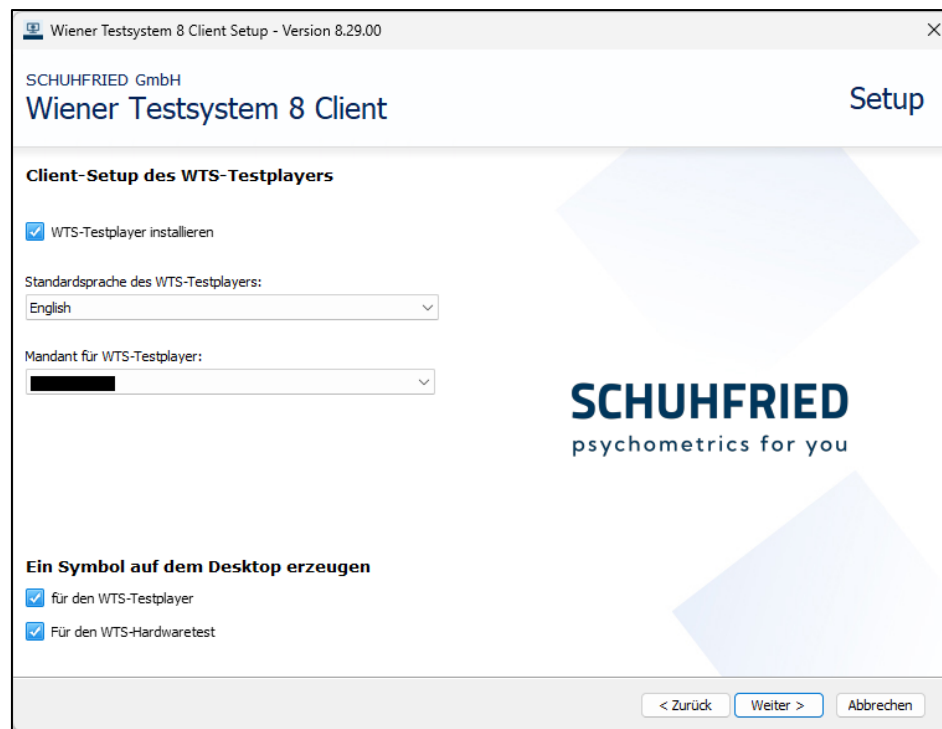 Wiener Testsystem 8 Client Setup - Version 8.29.00
SCHUHFRIED GmbH
Wiener Testsystem 8 Client
Setup
Client-Setup des WTS-Testplayers
WTS-Testplayer installieren
Standardsprache des WTS-Testplayers:
English
Mandant für WTS-Testplayer:
SCHUHFRIED
psychometrics for you
Ein Symbol auf dem Desktop erzeugen
für den WTS-Testplayer
Für den WTS-Hardwaretest
< Zurück Weiter > Abbrechen